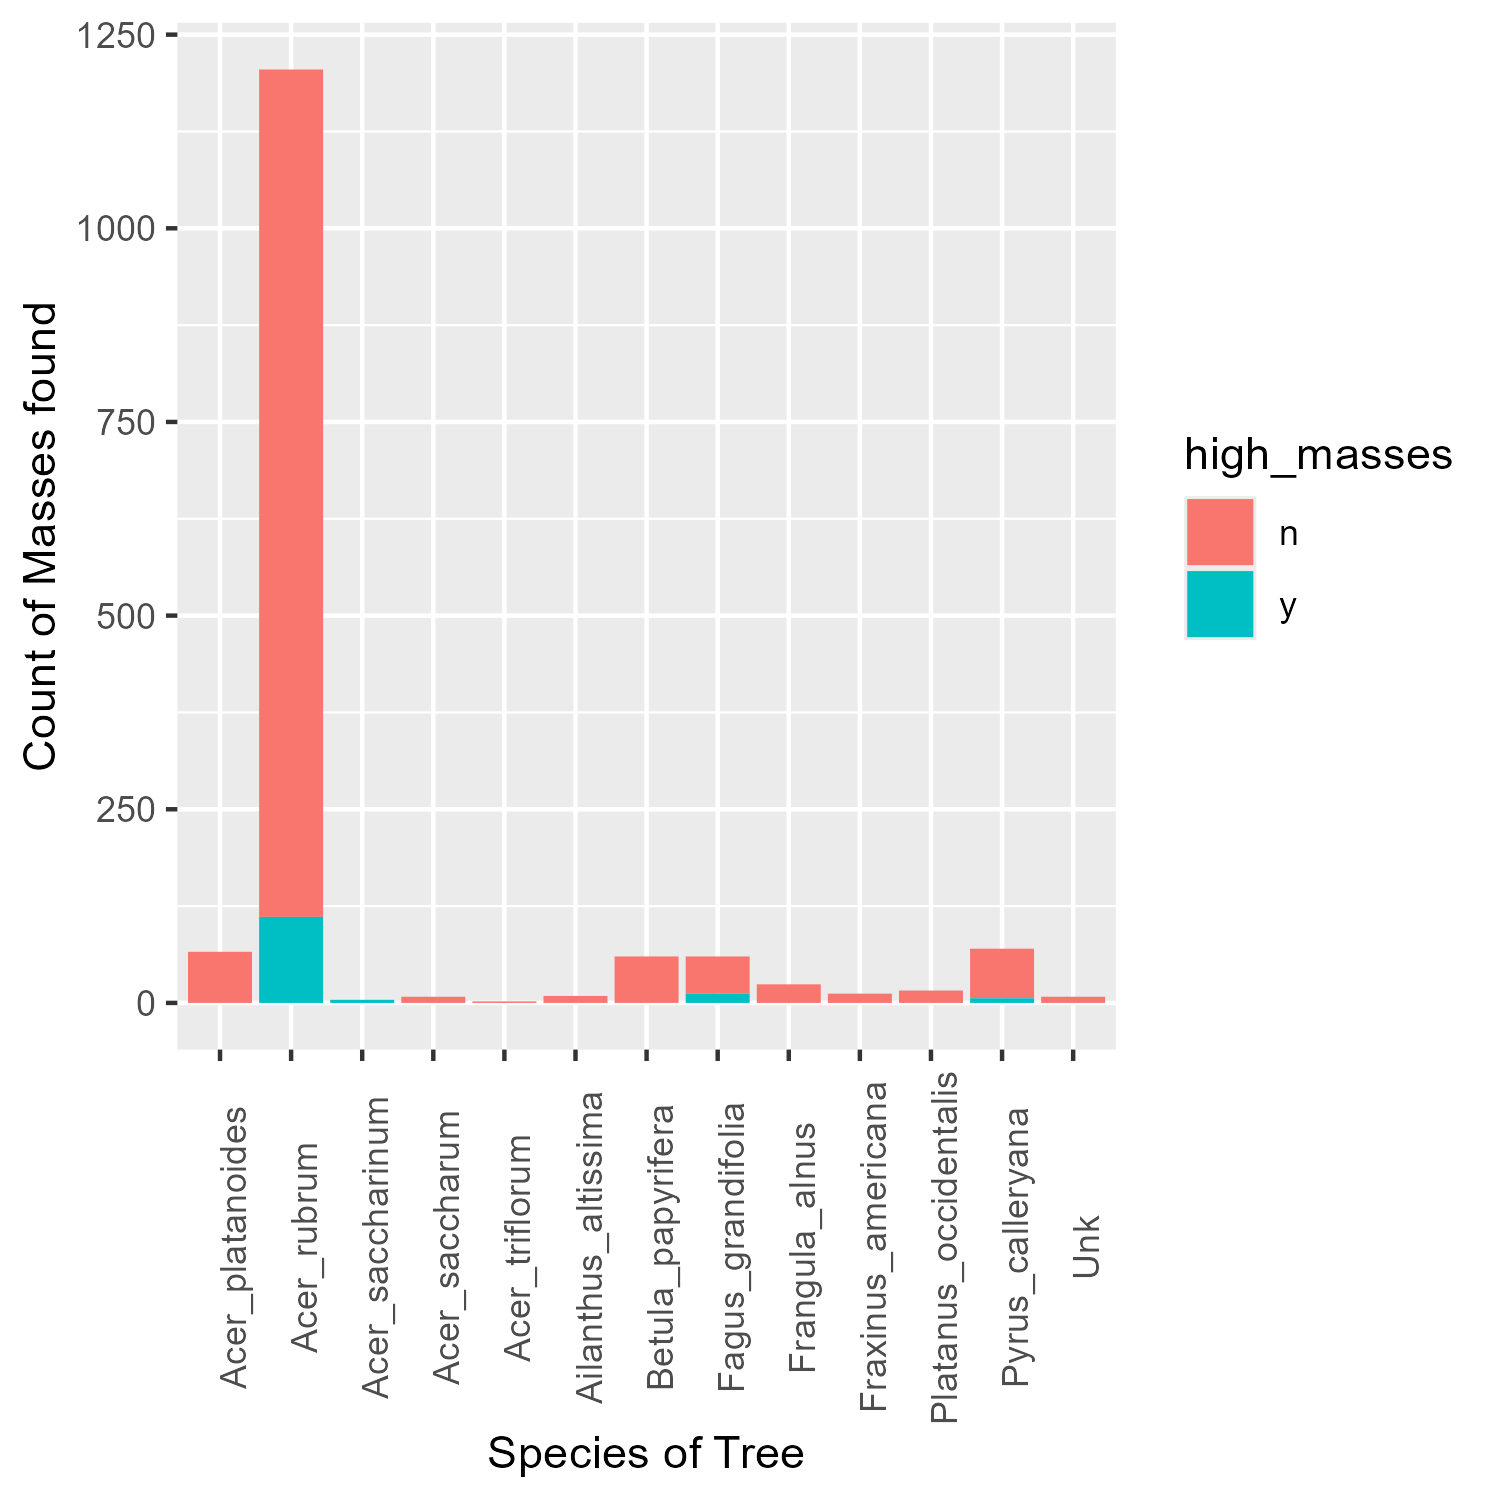 Count of Masses found
1250
1000
750
500
250
0
Acer_platanoides
Acer_rubrum
Acer_saccharinum
Acer_saccharum
Acer_triflorum
Ailanthus_altissima
Betula_papyrifera
Fagus_grandifolia
Frangula_alnus
Fraxinus_americana
Platanus_occidentalis
Pyrus_calleryana
Unk
Species of Tree
high_masses
n
y